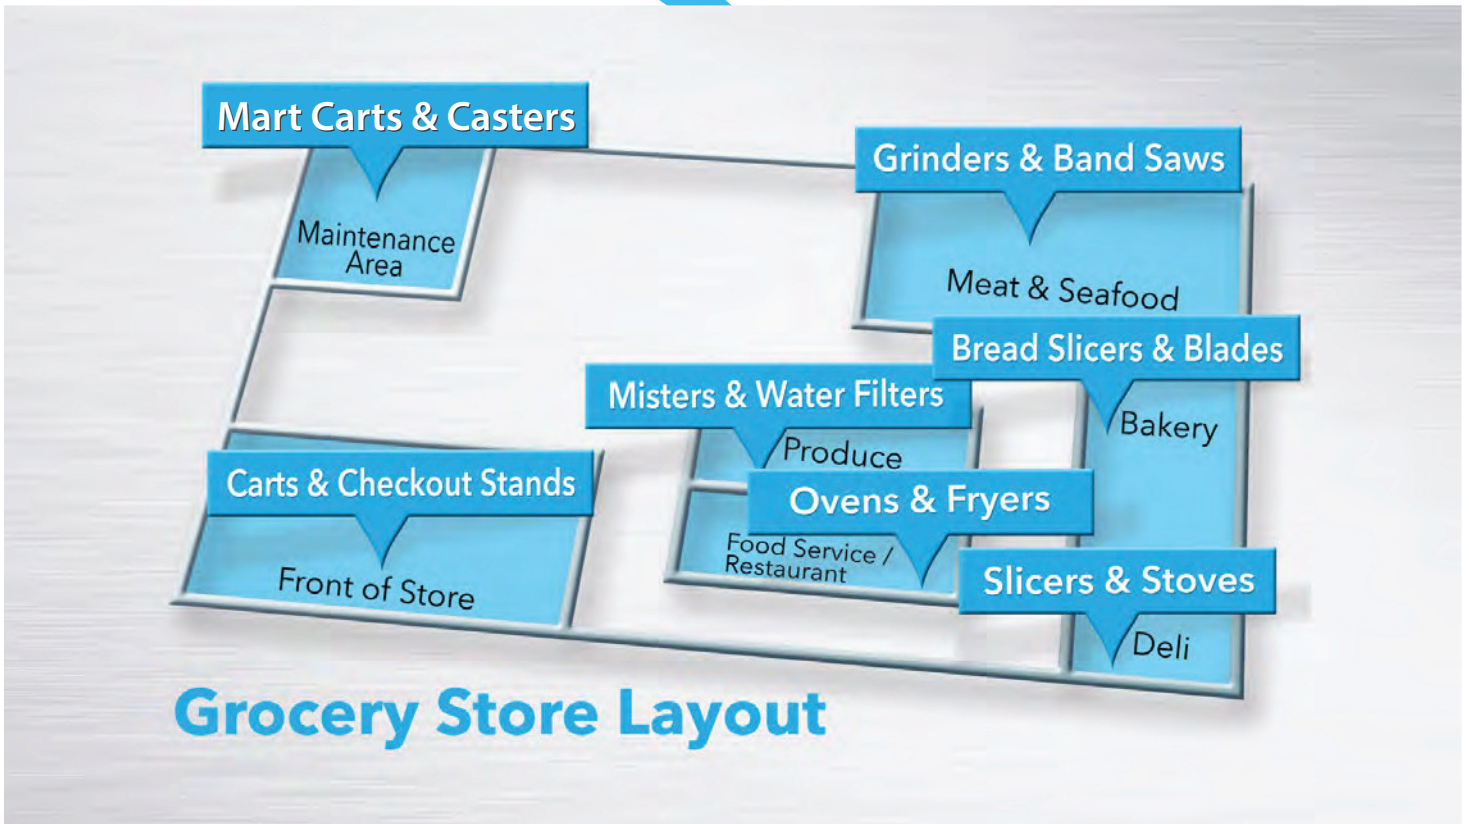 Mart Carts & Casters
Grinders & Band Saws
Maintenance
Area
Meat & Seafood
Bread Slicers & Blades
Misters & Water Filters
Bakery
Produce
Carts & Checkout Stands
Ovens & Fryers
Food Service /
Restaurant
Front of Store
Slicers & Stoves
Deli
Grocery Store Layout